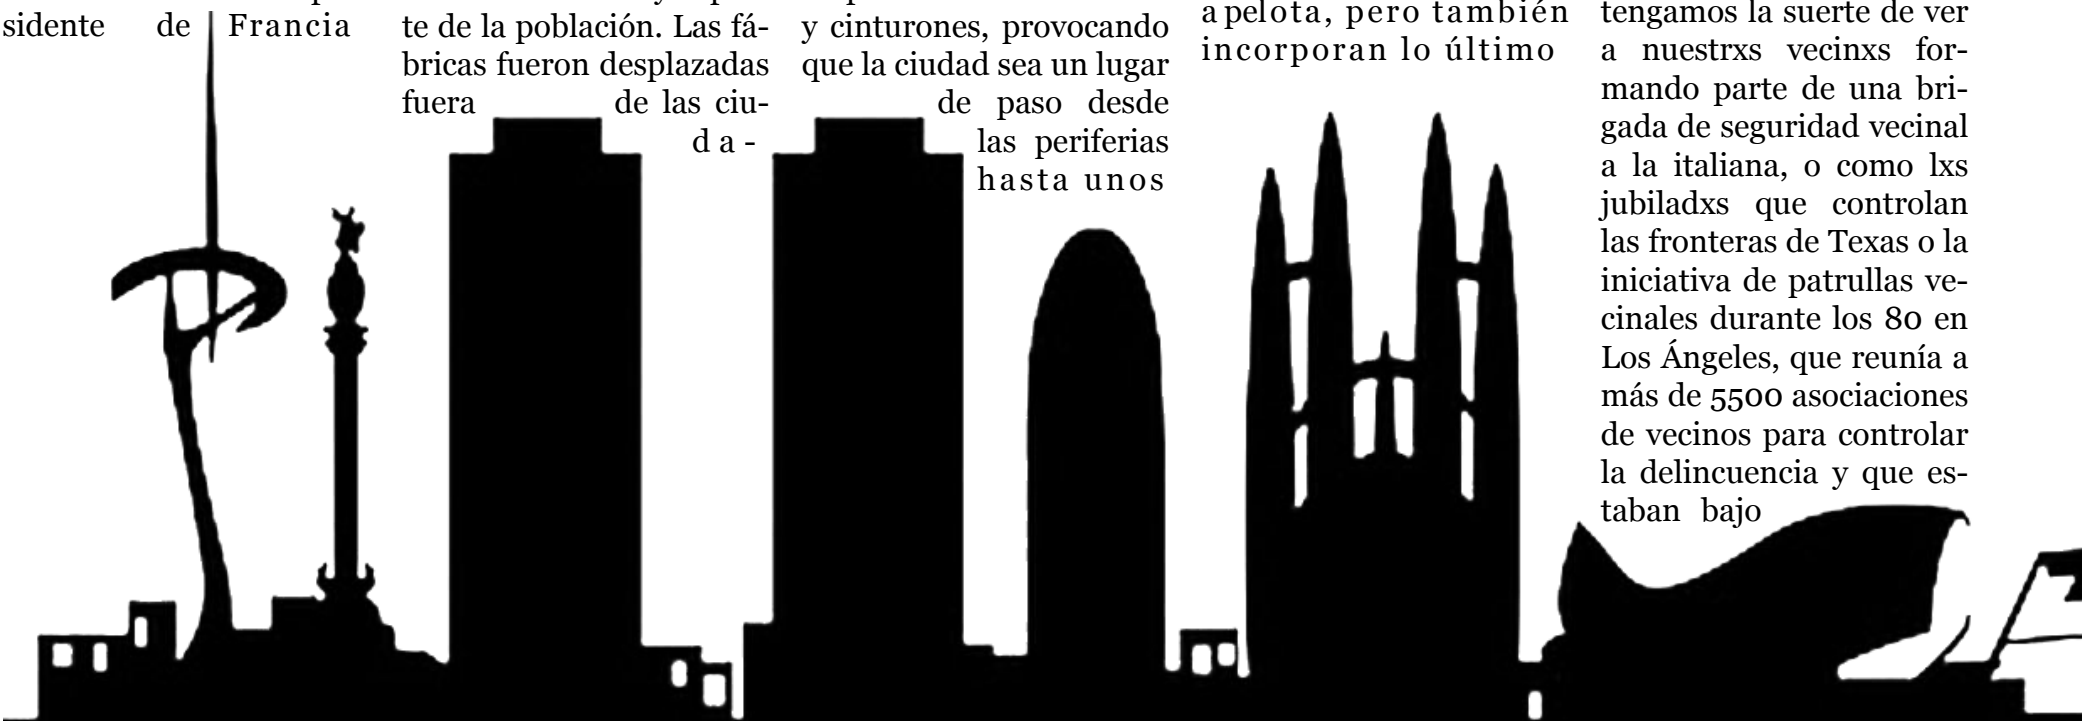 sidente de Francia
te de la población. Las fá-
bricas fueron desplazadas
fuera de las ciu-
da-
y cinturones, provocando
que la ciudad sea un lugar
de paso desde
las periferias
hasta unos
a pelota, pero también
incorporan lo último
tengamos la suerte de ver
a nuestrxs vecinxs for-
mando parte de una bri-
gada de seguridad vecinal
a la italiana, o como lxs
jubiladxs que controlan
las fronteras de Texas o la
iniciativa de patrullas ve-
cinales durante los 80 en
Los Ángeles, que reunía a
más de 5500 asociaciones
de vecinos para controlar
la delincuencia y que es-
taban bajo